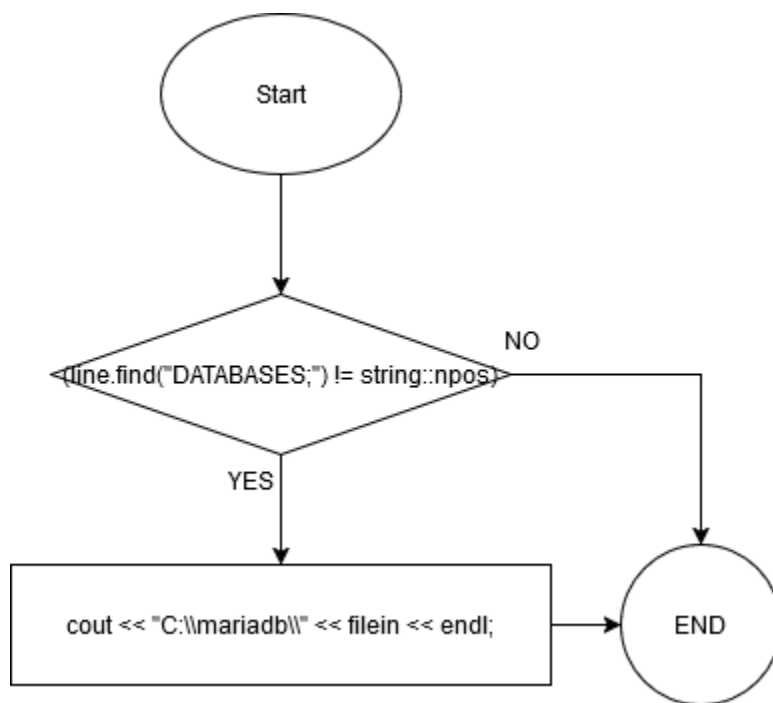 Start
(line.find("DATABASES;") != string::npos)
NO
YES
cout << "C:\\mariadb\\" << filein << endl;
END